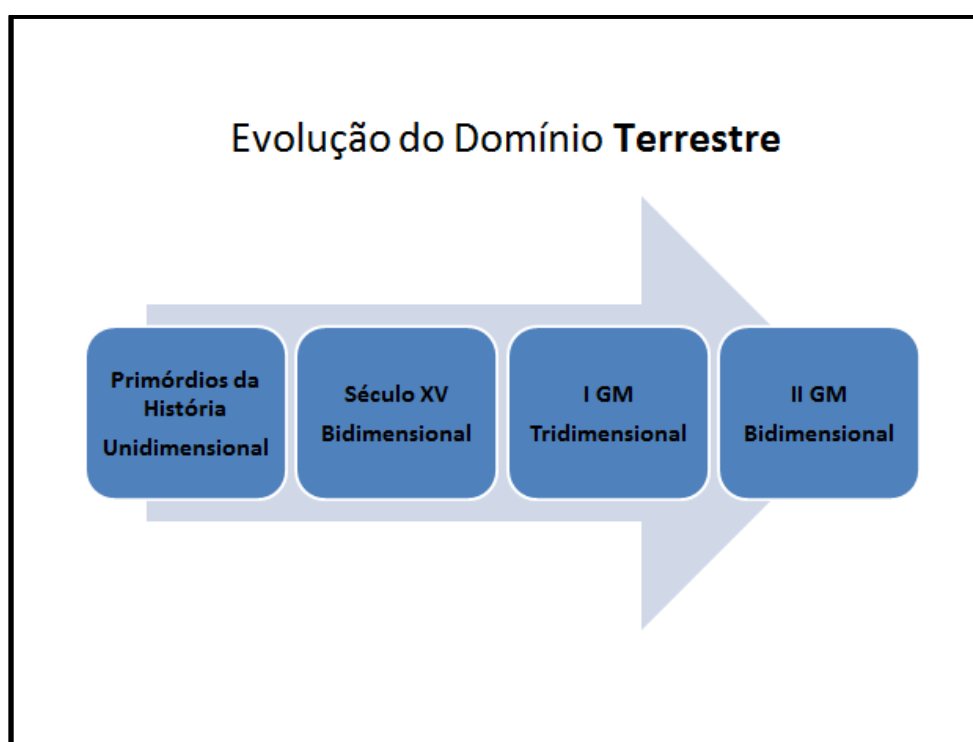 Evolução do Domínio Terrestre
Primórdios da
História
Unidimensional
Século XV
Bidimensional
I GM
Tridimensional
II GM
Bidimensional